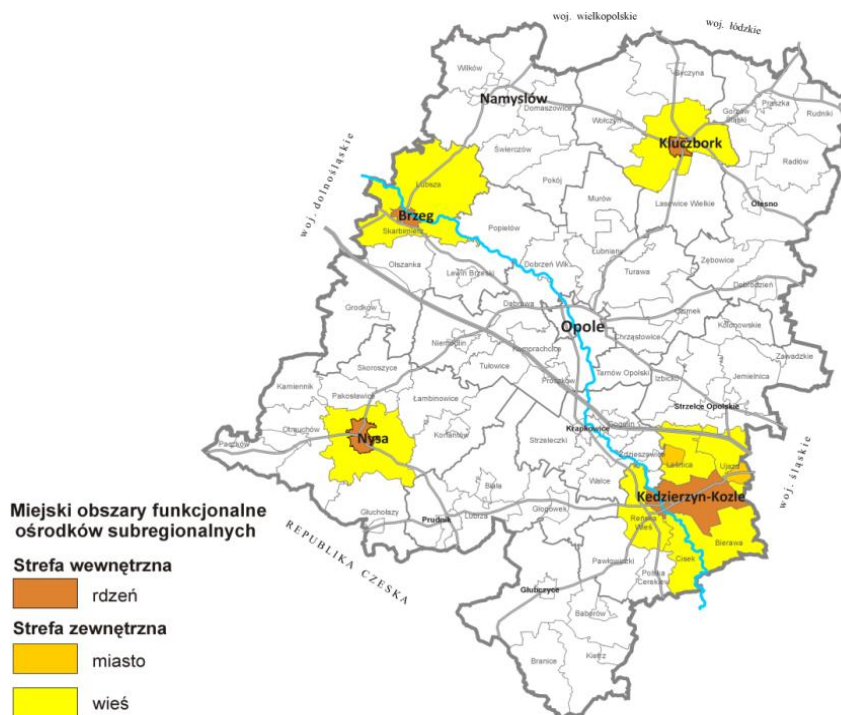 woj. wielkopolskie
woj. łódzkie
Wilków
Byczyna
Namysłów
Domaszowice
Wołczyn
Gorzów Śląski
Praszka
Rudniki
Kluczbork
Radłów
Świerczów
woj. dolnośląskie
Lubsza
Pokój
Murów
Lasowice Wielkie
Olesno
Brzeg
Skarbimierz
Popielów
Łubniany
Zębowice
Olszanka
Lewin Brzeski
Dobrzeń Wlk.
Turawa
Dobrodzień
Grodków
Dąbrowa
Opole
Ozimek
Kolonowskie
Niemodlin
Komprachcice
Chrząstowice
Zawadzkie
Skoroszyce
Tułowice
Tarnów Opolski
Izbicko
Jemielnica
Kamiennik
Pakosławice
Łambinowice
Prószków
Strzelce Opolskie
Paczków
Otmuchów
Nysa
Korfantów
Strzeleczki
Krapkowice
Gogolin
Zdzieszowice
Leśnica
Ujazd
woj. śląskie
Biała
Walce
Kędzierzyn-Koźle
Głuchołazy
Prudnik
Lubrza
Głogówek
Reńska Wieś
Bierawa
REPUBLIKA CZESKA
Pawłowiczki
Cisek
Polska Cerekiew
Głubczyce
Baborów
Branice
Kietrz
Miejski obszary funkcjonalne
ośrodków subregionalnych
Strefa wewnętrzna
rdzeń
Strefa zewnętrzna
miasto
wieś